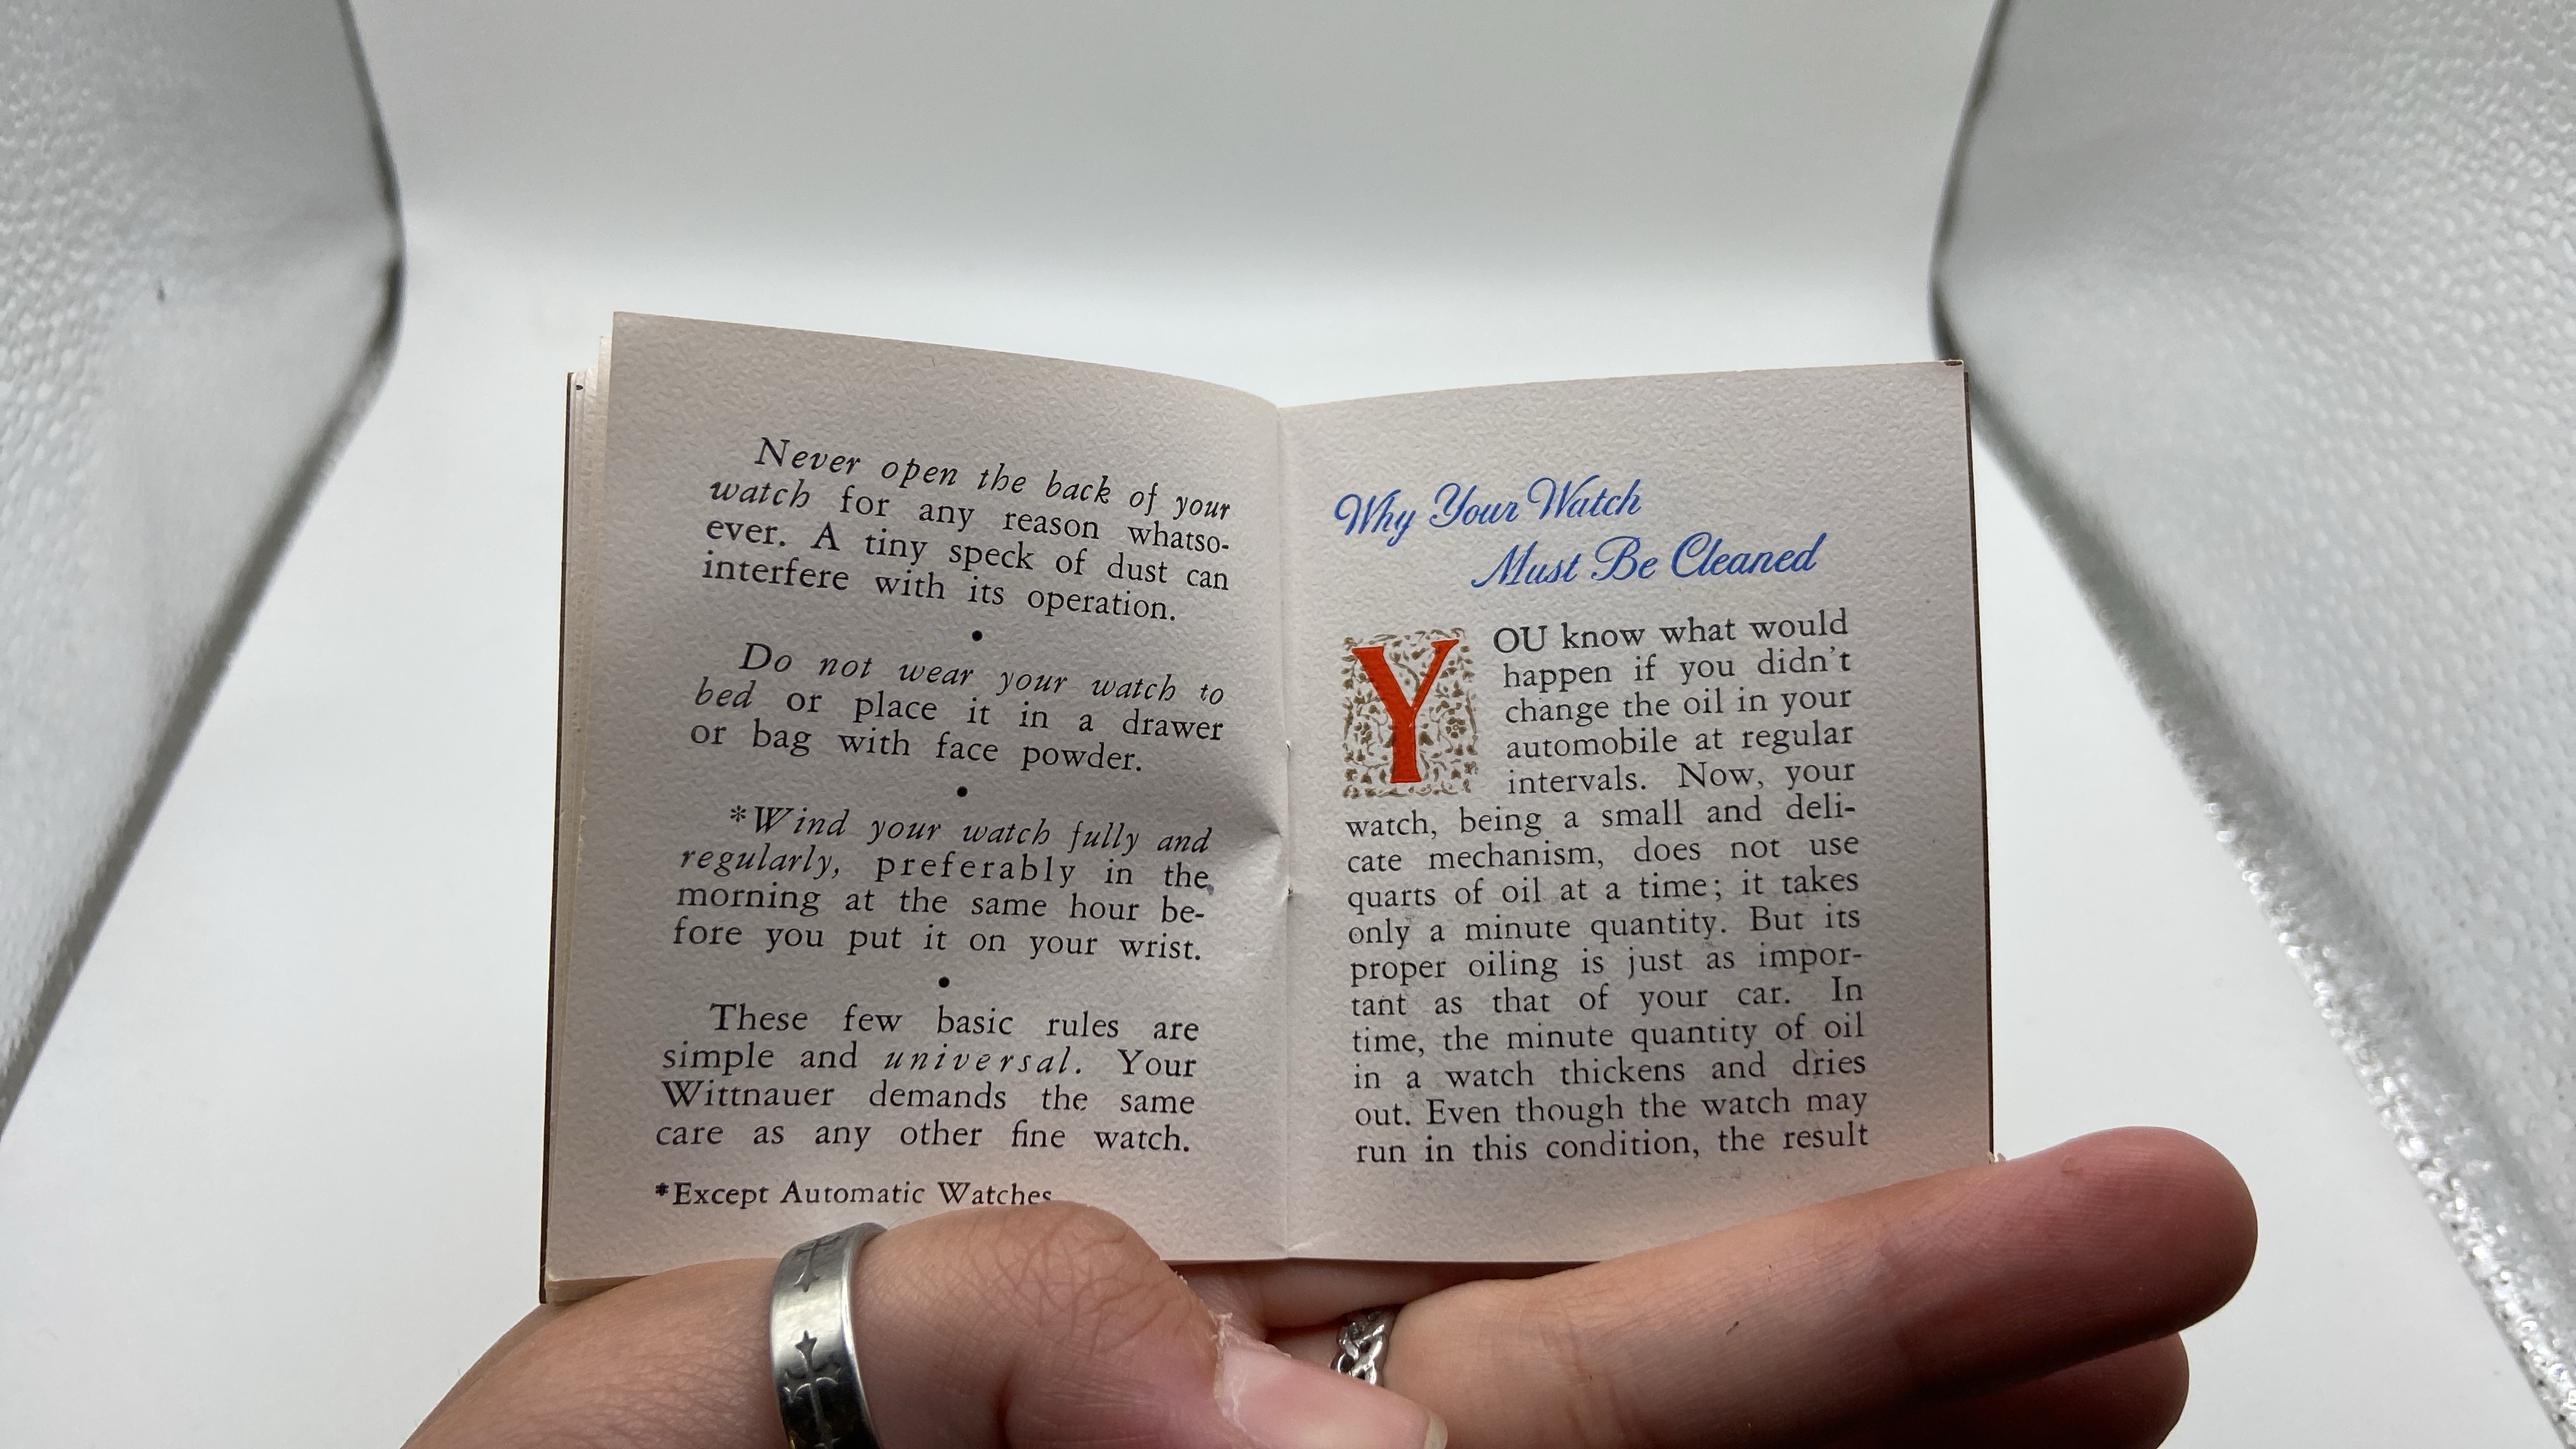 Never open the back of your
watch for any reason whatso-
ever. A tiny speck of dust can
interfere with its operation.
•
Do not wear your watch to
bed or place it in a drawer
or bag with face powder.
•
*Wind your watch fully and
regularly, preferably in the
morning at the same hour be-
fore you put it on your wrist.
•
These few basic rules are
simple and universal. Your
Wittnauer demands the same
care as any other fine watch.
*Except Automatic Watches
Why Your Watch
Must Be Cleaned
YOU know what would
happen if you didn't
change the oil in your
automobile at regular
intervals. Now, your
watch, being a small and deli-
cate mechanism, does not use
quarts of oil at a time; it takes
only a minute quantity. But its
proper oiling is just as impor-
tant as that of your car. In
time, the minute quantity of oil
in a watch thickens and dries
out. Even though the watch may
run in this condition, the result